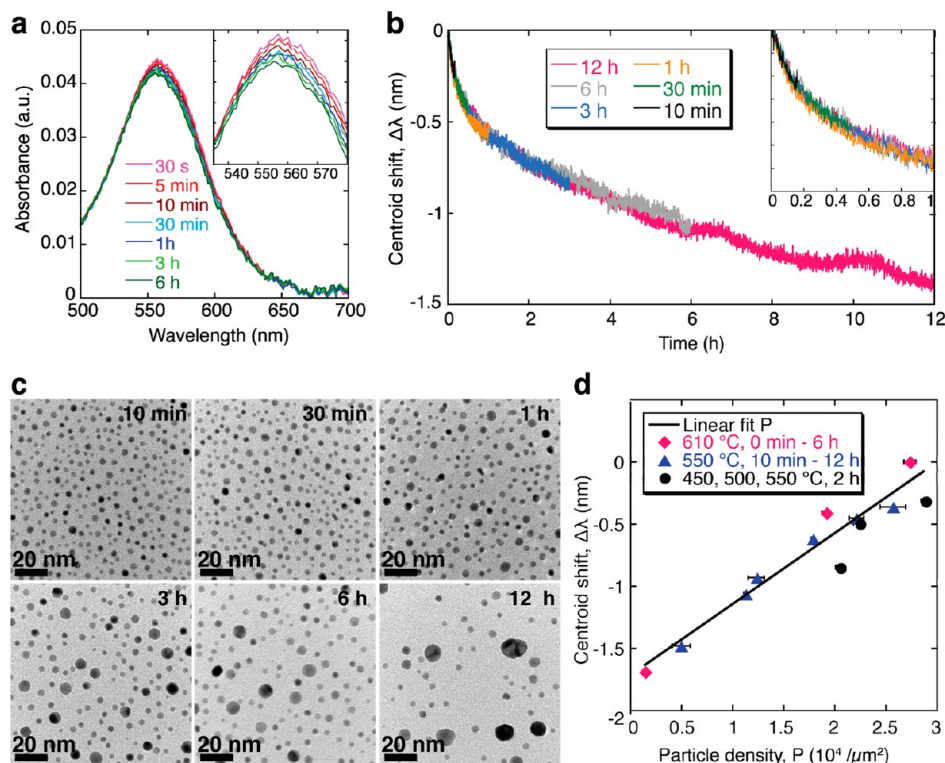 a
Absorbance (a.u.)
0.05
0.04
0.03
0.02
0.01
0
500 550 600 650 700
Wavelength (nm)
30 s
5 min
10 min
30 min
1h
3 h
6 h
540 550 560 570
b
Centroid shift, Δλ (nm)
0
-0.5
-1
-1.5
0 2 4 6 8 10 12
Time (h)
12 h
6 h
3 h
1 h
30 min
10 min
0 0.2 0.4 0.6 0.8 1
c
10 min
20 nm
30 min
20 nm
1 h
20 nm
3 h
20 nm
6 h
20 nm
12 h
20 nm
d
Centroid shift, Δλ (nm)
0.5
0
-0.5
-1
-1.5
-2
0 1 2 2.5 3
Particle density, P (10⁴ /µm²)
Linear fit P
610 °C, 0 min - 6 h
550 °C, 10 min - 12 h
450, 500, 550 °C, 2 h